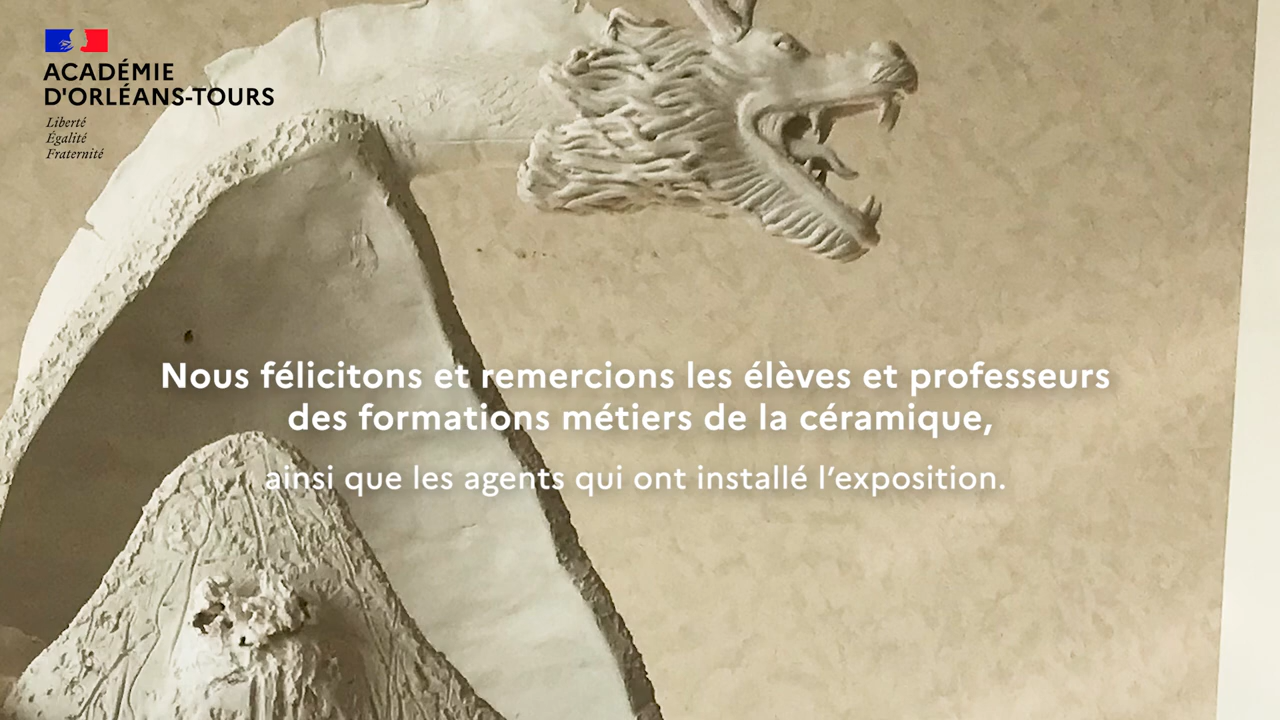 ACADÉMIE
D'ORLÉANS-TOURS
Liberté
Égalité
Fraternité
Nous félicitons et remercions les élèves et professeurs
des formations métiers de la céramique,
ainsi que les agents qui ont installé l’exposition.